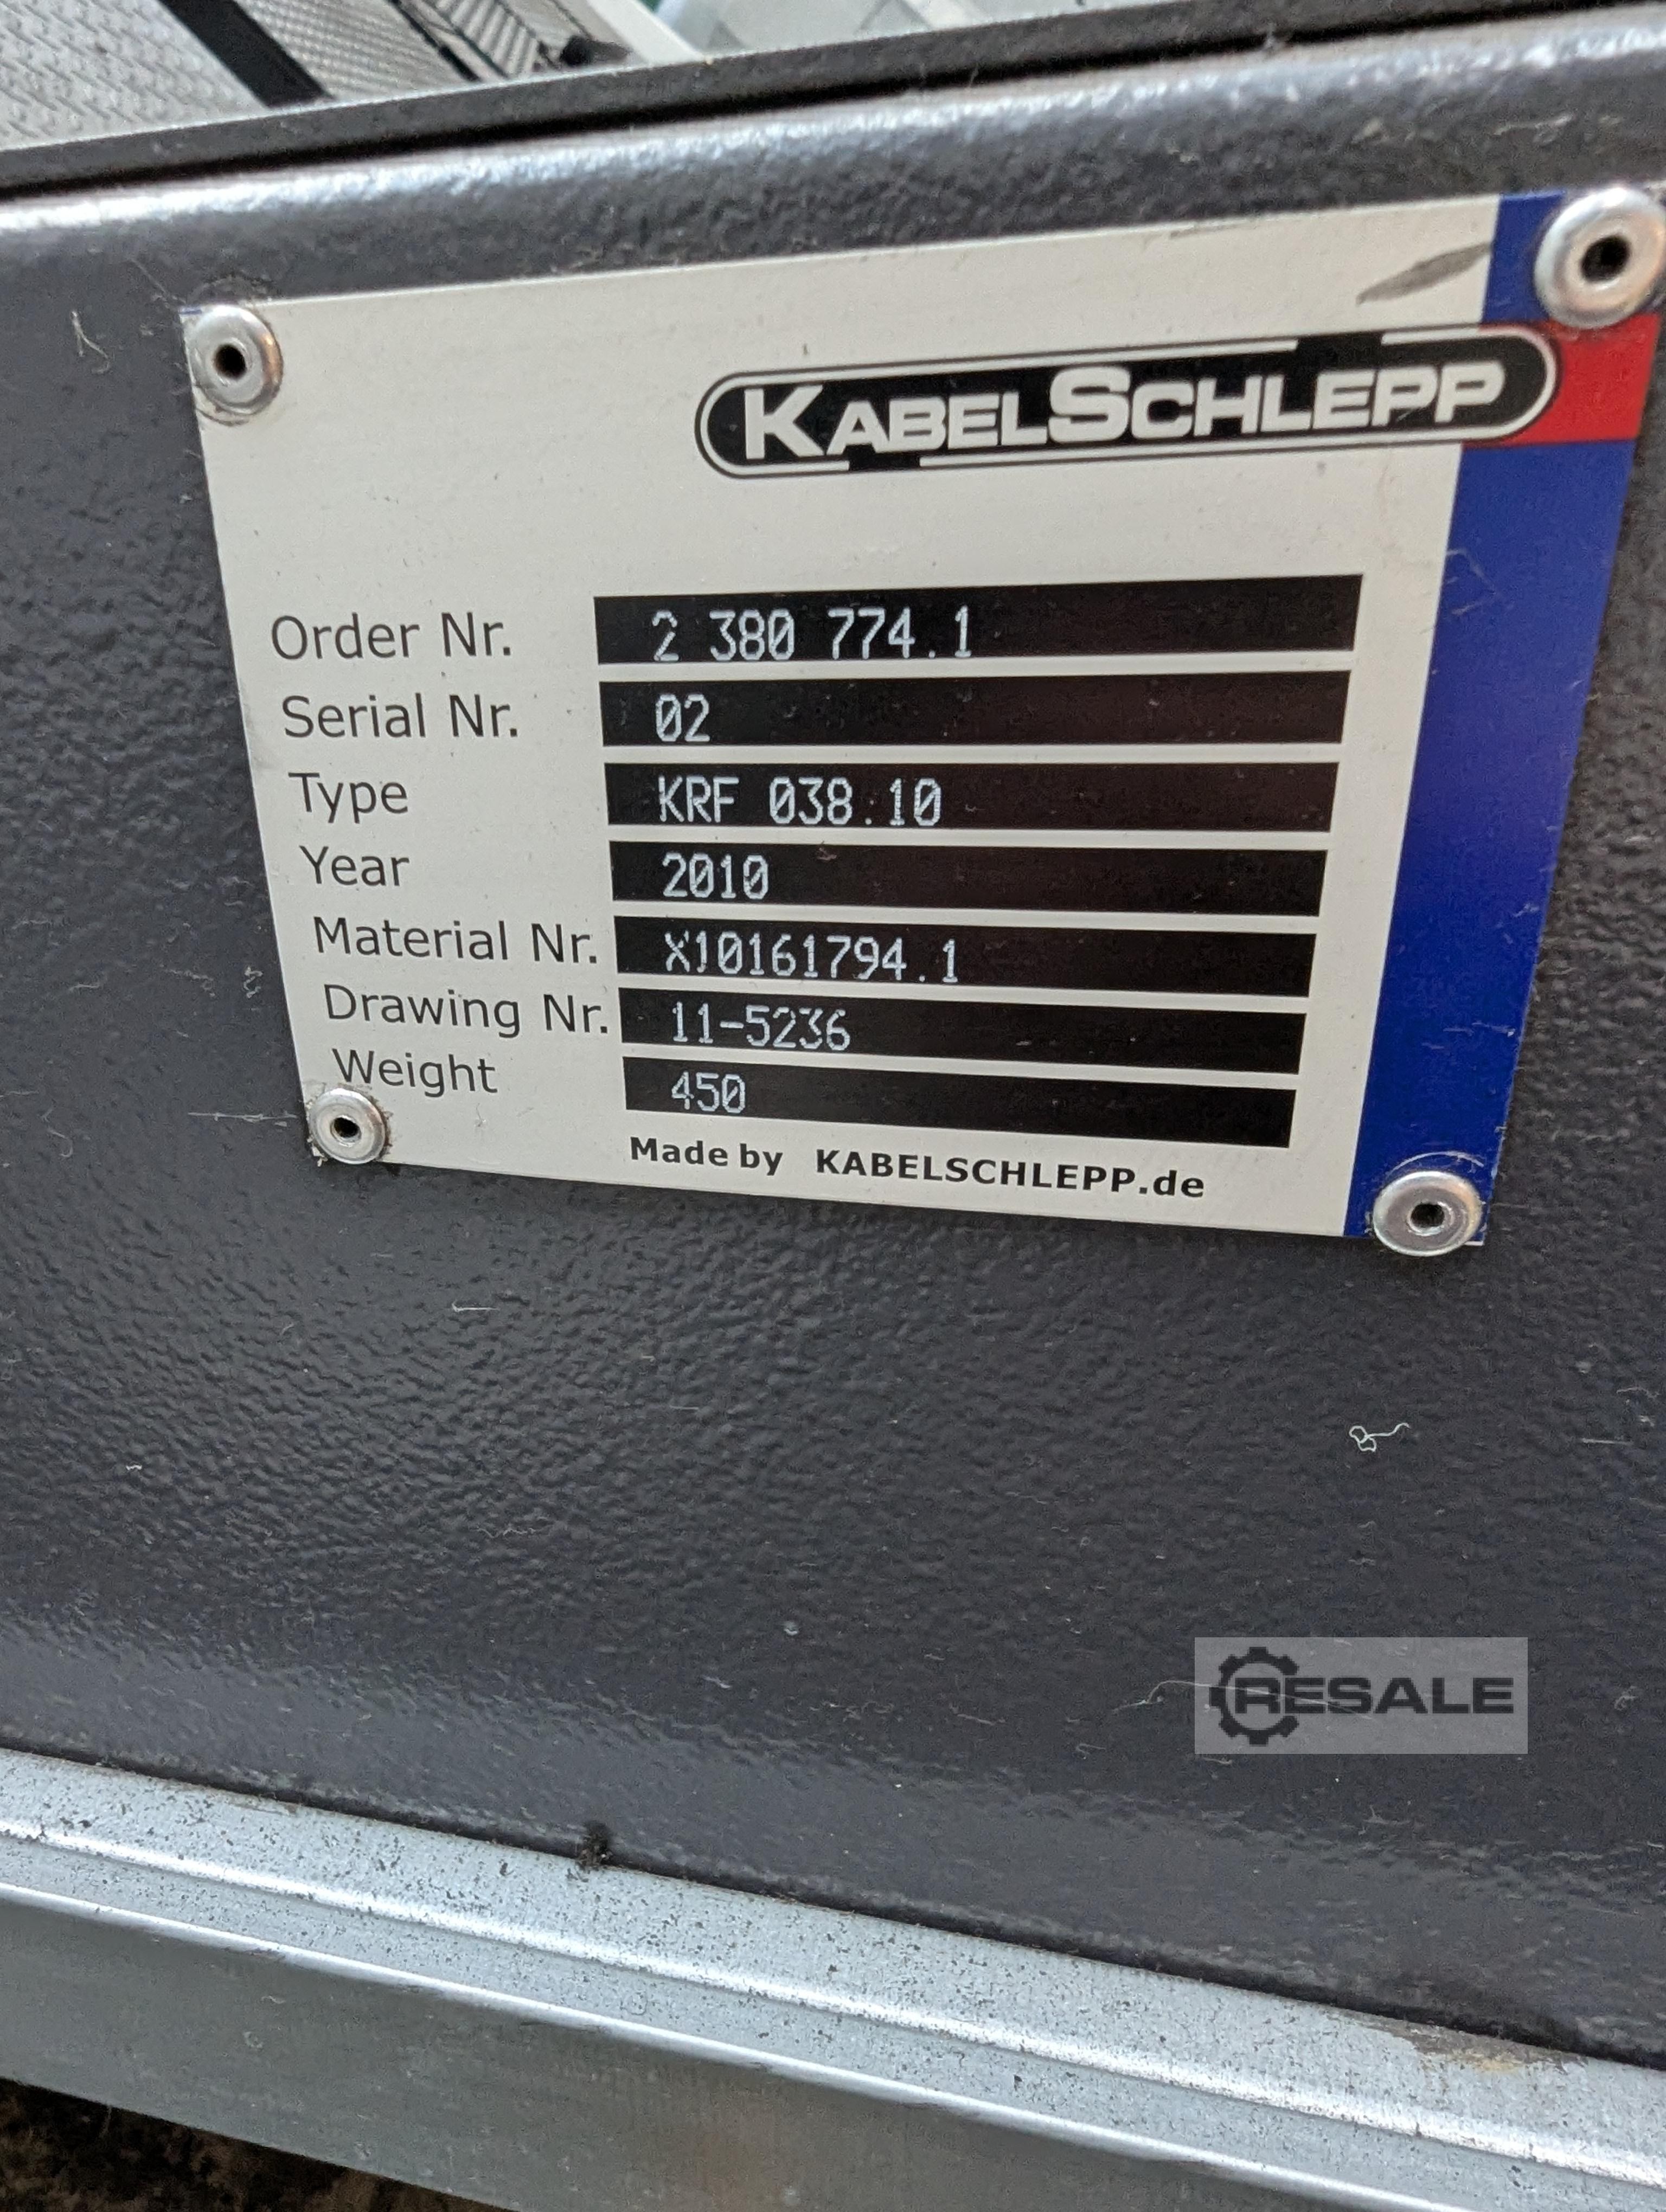 KABELSCHLEPP
Order Nr. 2 380 774.1
Serial Nr. 02
Type KRF 038.10
Year 2010
Material Nr. X10161794.1
Drawing Nr. 11-5236
Weight 450
Made by KABELSCHLEPP.de
RESALE